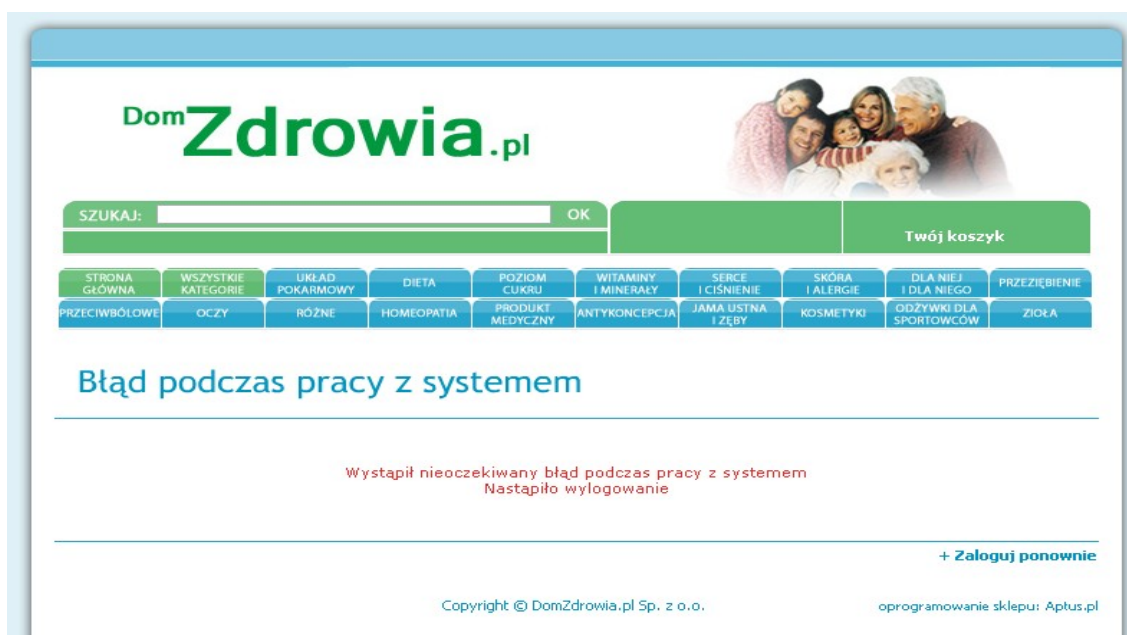 DomZdrowia.pl
SZUKAJ: OK
Twój koszyk
STRONA GŁÓWNA
WSZYSTKIE KATEGORIE
UKŁAD POKARMOWY
DIETA
POZIOM CUKRU
WITAMINY I MINERAŁY
SERCE I CIŚNIENIE
SKÓRA I ALERGIE
DLA NIEJ I DLA NIEGO
PRZEZIĘBIENIE
PRZECIWBÓLOWE
OCZY
RÓŻNE
HOMEOPATIA
PRODUKT MEDYCZNY
ANTYKONCEPCJA
JAMA USTNA I ZĘBY
KOSMETYKI
ODŻYWKI DLA SPORTOWCÓW
ZIOŁA
Błąd podczas pracy z systemem
Wystąpił nieoczekiwany błąd podczas pracy z systemem
Nastąpiło wylogowanie
+ Zaloguj ponownie
Copyright © DomZdrowia.pl Sp. z o.o.
oprogramowanie sklepu: Aptus.pl